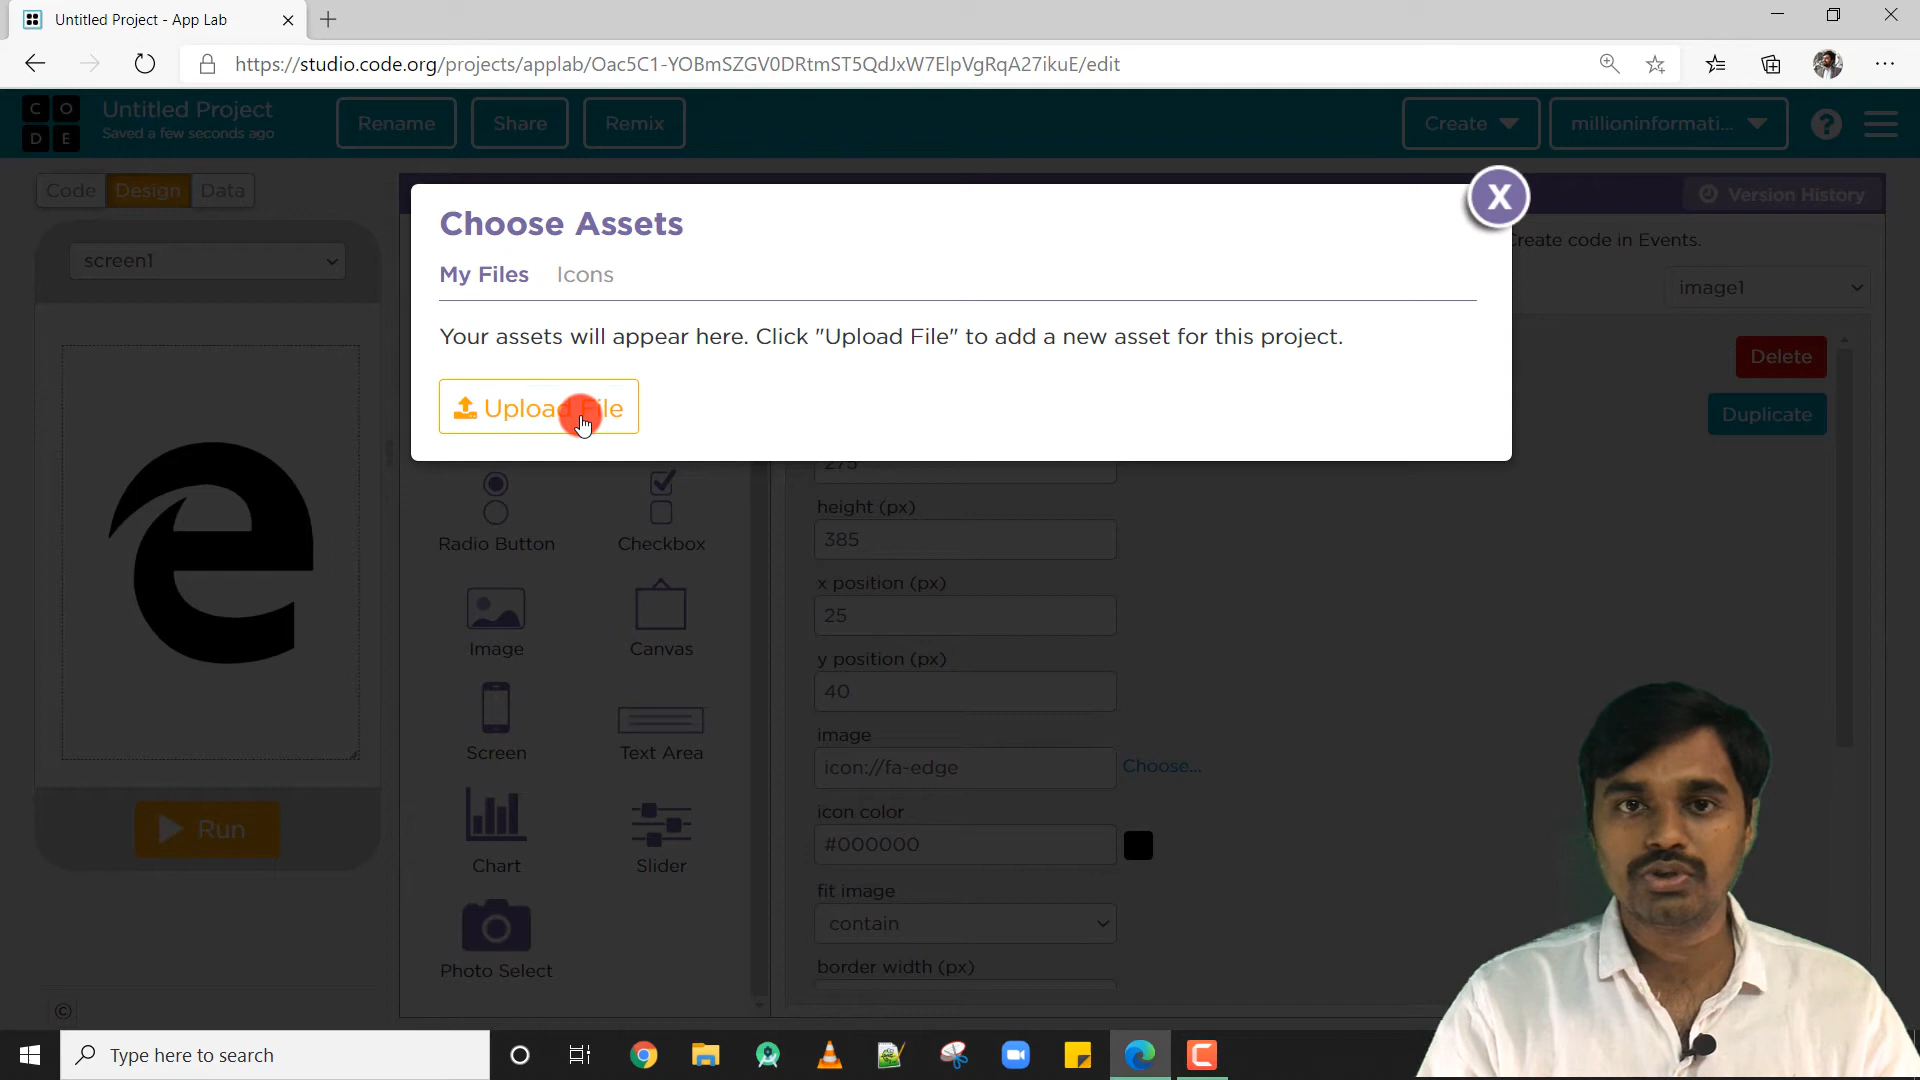 Untitled Project - App Lab
https://studio.code.org/projects/applab/Oac5C1-YOBmSZGV0DRtmST5QdJxW7ElpVgRqA27ikuE/edit
C O D E
Untitled Project
Saved a few seconds ago
Rename
Share
Remix
Create
millioninformati...
?
Code
Design
Data
Version History
Choose Assets
X
Create code in Events.
screen1
My Files
Icons
image1
Your assets will appear here. Click "Upload File" to add a new asset for this project.
Delete
Upload File
Duplicate
275
height (px)
385
Radio Button
Checkbox
x position (px)
25
Image
Canvas
y position (px)
40
Screen
Text Area
image
icon://fa-edge
Choose...
icon color
#000000
Run
Chart
Slider
fit image
contain
Photo Select
border width (px)
©
Type here to search